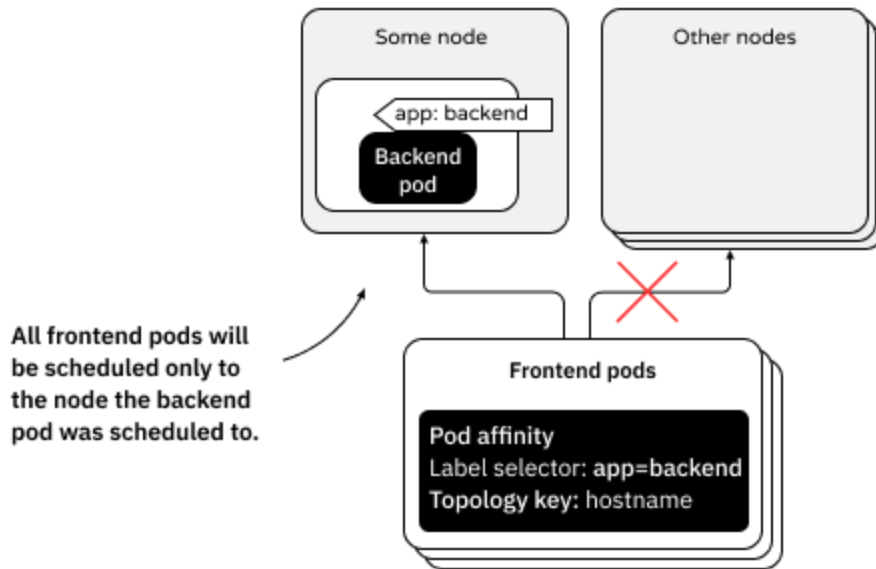 Some node
Other nodes
app: backend
Backend
pod
All frontend pods will
be scheduled only to
the node the backend
pod was scheduled to.
Frontend pods
Pod affinity
Label selector: app=backend
Topology key: hostname